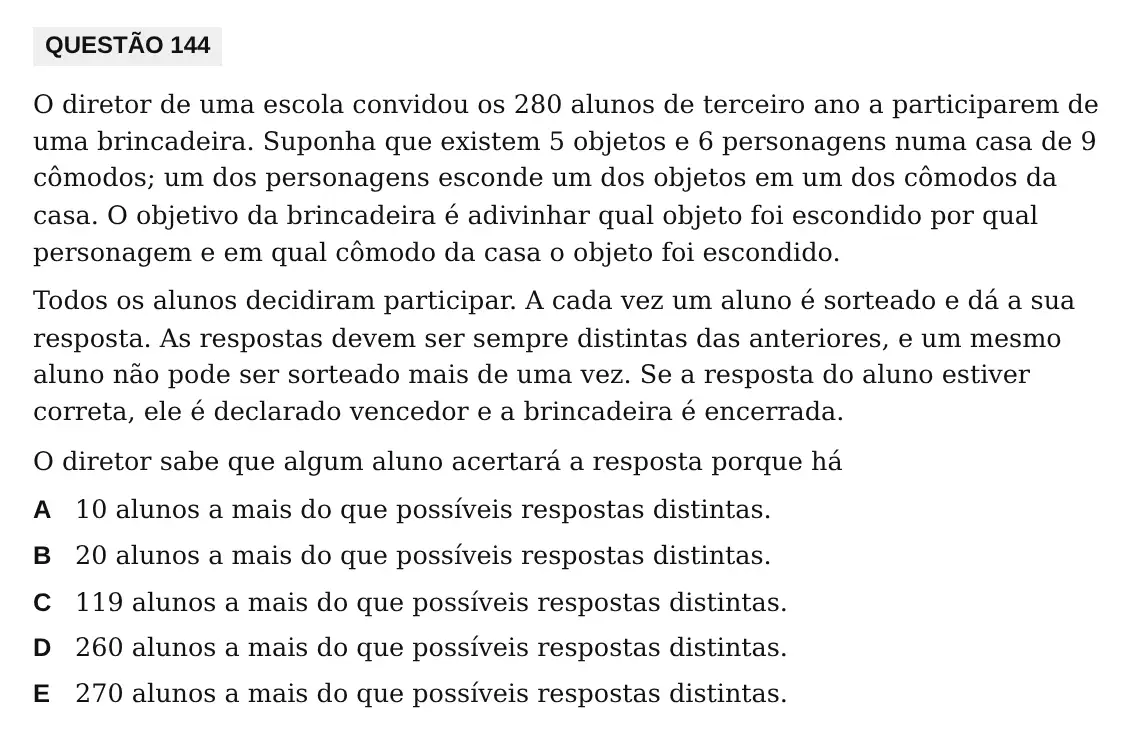 QUESTÃO 144
O diretor de uma escola convidou os 280 alunos de terceiro ano a participarem de
uma brincadeira. Suponha que existem 5 objetos e 6 personagens numa casa de 9
cômodos; um dos personagens esconde um dos objetos em um dos cômodos da
casa. O objetivo da brincadeira é adivinhar qual objeto foi escondido por qual
personagem e em qual cômodo da casa o objeto foi escondido.
Todos os alunos decidiram participar. A cada vez um aluno é sorteado e dá a sua
resposta. As respostas devem ser sempre distintas das anteriores, e um mesmo
aluno não pode ser sorteado mais de uma vez. Se a resposta do aluno estiver
correta, ele é declarado vencedor e a brincadeira é encerrada.
O diretor sabe que algum aluno acertará a resposta porque há
A 10 alunos a mais do que possíveis respostas distintas.
B 20 alunos a mais do que possíveis respostas distintas.
C 119 alunos a mais do que possíveis respostas distintas.
D 260 alunos a mais do que possíveis respostas distintas.
E 270 alunos a mais do que possíveis respostas distintas.